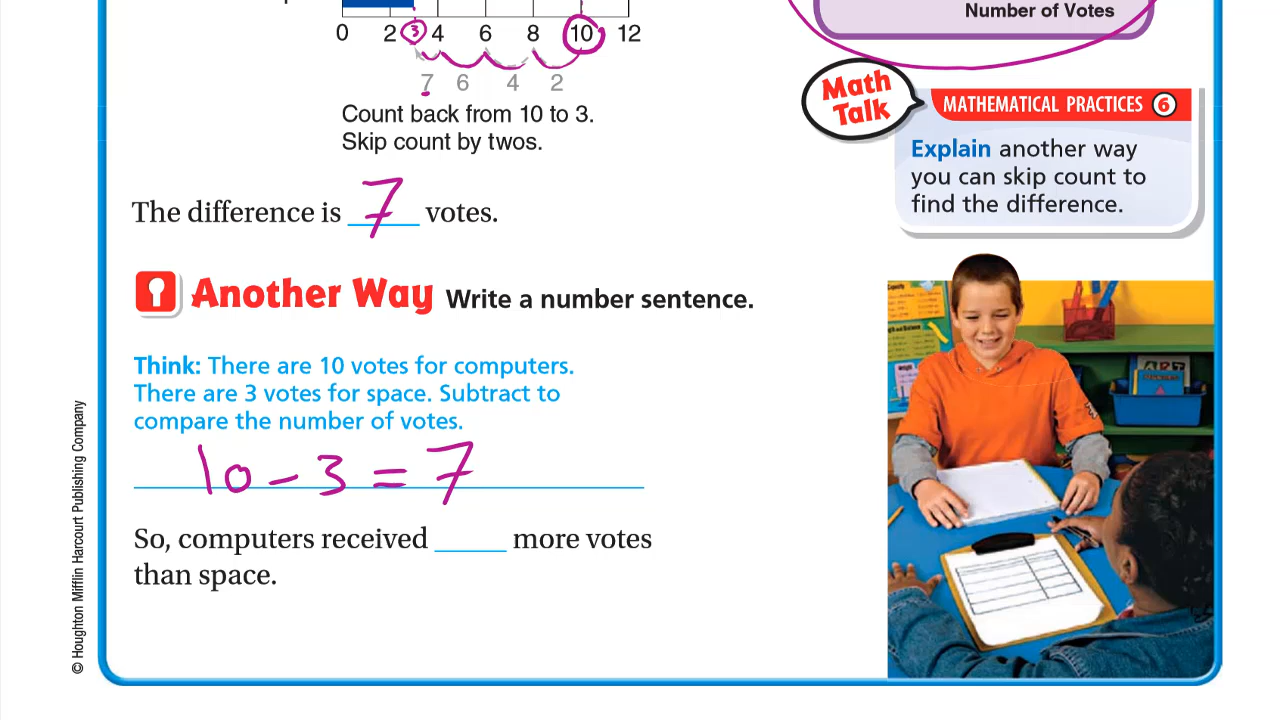 Number of Votes
0 2 3 4 6 8 10 12
7 6 4 2
Count back from 10 to 3.
Skip count by twos.
The difference is 7 votes.
Math
Talk
MATHEMATICAL PRACTICES 6
Explain another way
you can skip count to
find the difference.
Another Way Write a number sentence.
Think: There are 10 votes for computers.
There are 3 votes for space. Subtract to
compare the number of votes.
10 - 3 = 7
So, computers received ____ more votes
than space.
© Houghton Mifflin Harcourt Publishing Company